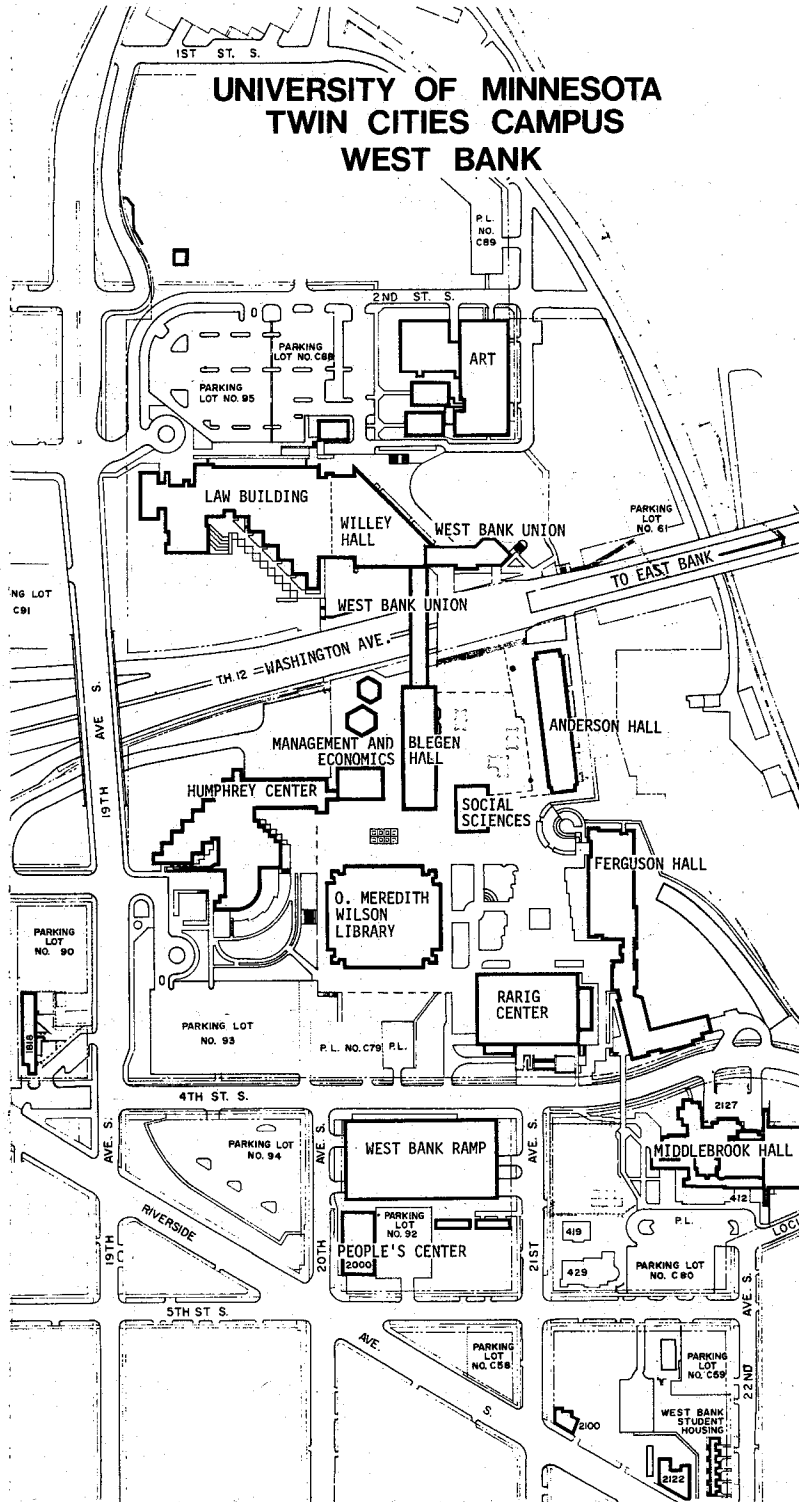 1ST ST. S.
UNIVERSITY OF MINNESOTA
TWIN CITIES CAMPUS
WEST BANK
P.L.
NO.
C89
2ND ST. S.
PARKING
LOT NO. C88
ART
PARKING
LOT NO. 95
LAW BUILDING
WILLEY
HALL
WEST BANK UNION
PARKING
LOT
NO. 61
TO EAST BANK
NG LOT
C91
WEST BANK UNION
T.H. 12 = WASHINGTON AVE.
19TH AVE S.
ANDERSON HALL
MANAGEMENT AND
ECONOMICS
BLEGEN
HALL
HUMPHREY CENTER
SOCIAL
SCIENCES
FERGUSON HALL
O. MEREDITH
WILSON
LIBRARY
PARKING
LOT
NO. 90
RARIG
CENTER
1818
PARKING LOT
NO. 93
P.L. NO. C79
P.L.
4TH ST. S.
2127
19TH AVE. S.
PARKING LOT
NO. 94
20TH AVE. S.
WEST BANK RAMP
21ST AVE. S.
MIDDLEBROOK HALL
412
RIVERSIDE
PARKING
LOT
NO. 92
419
P.L.
LOCU
PEOPLE'S CENTER
2000
429
PARKING LOT
NO. C80
5TH ST S.
AVE.
S.
PARKING
LOT
NO. C58
PARKING
LOT
NO. C59
22ND AVE. S.
WEST BANK
STUDENT
HOUSING
2100
2122